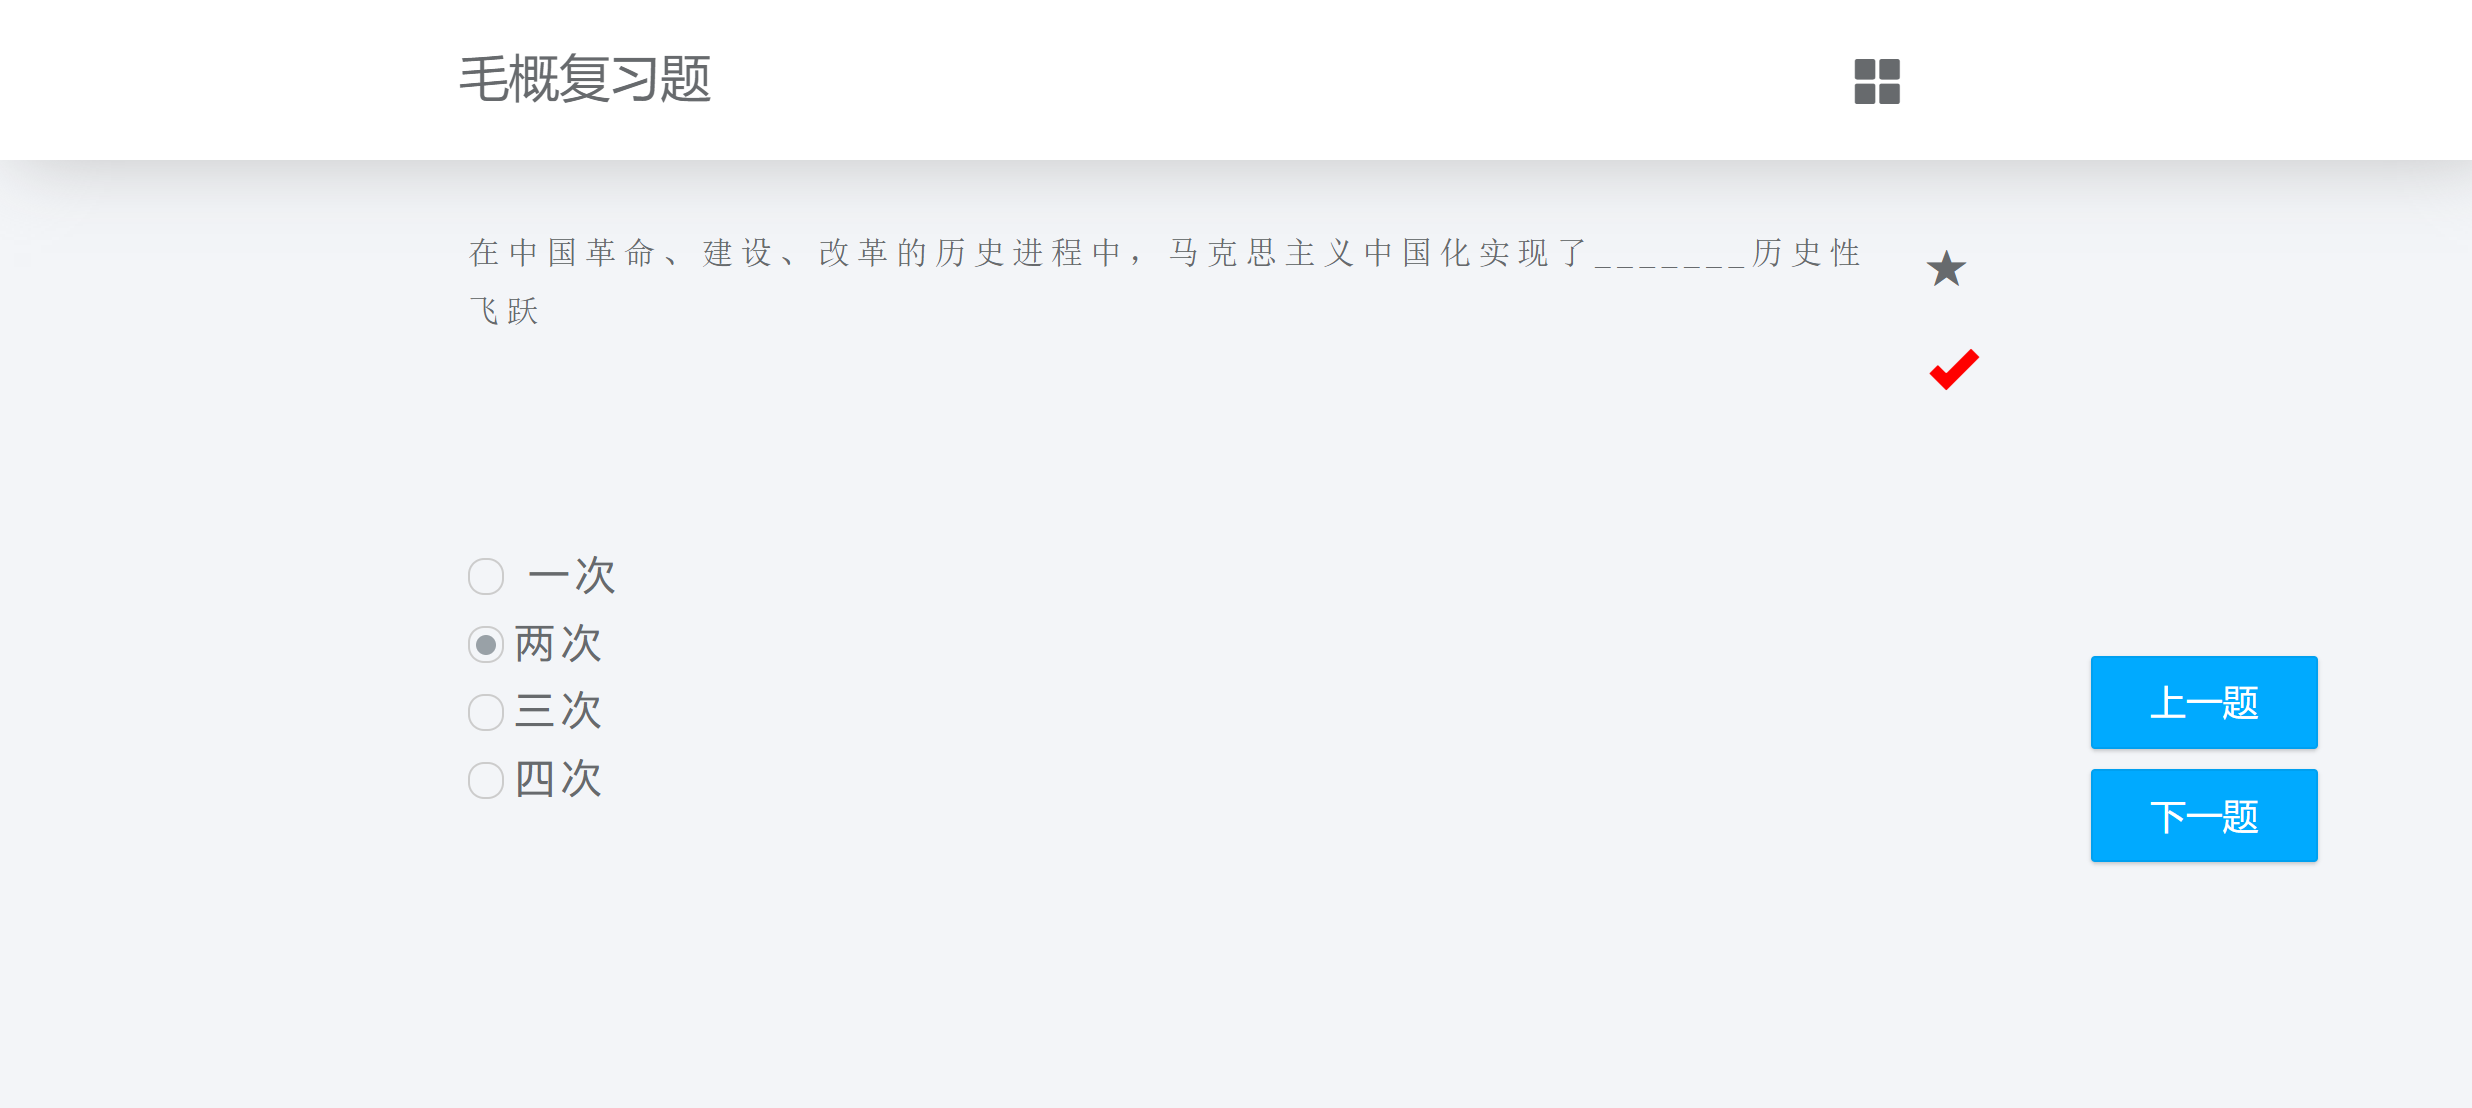 毛概复习题
在中国革命、建设、改革的历史进程中，马克思主义中国化实现了_______历史性
飞跃
一次
两次
三次
四次
上一题
下一题